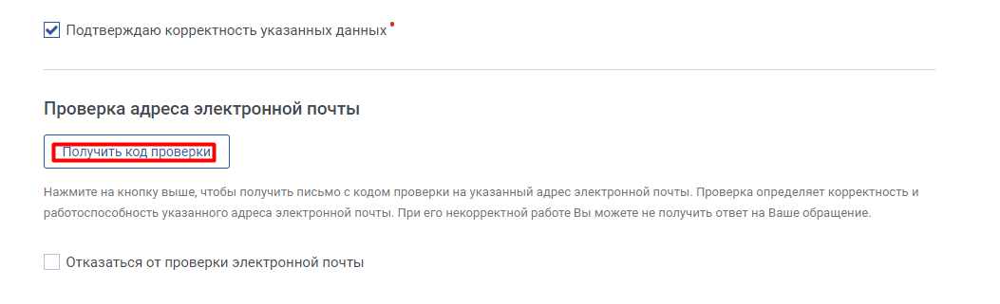 Подтверждаю корректность указанных данных
Проверка адреса электронной почты
Получить код проверки
Нажмите на кнопку выше, чтобы получить письмо с кодом проверки на указанный адрес электронной почты. Проверка определяет корректность и
работоспособность указанного адреса электронной почты. При его некорректной работе Вы можете не получить ответ на Ваше обращение.
Отказаться от проверки электронной почты